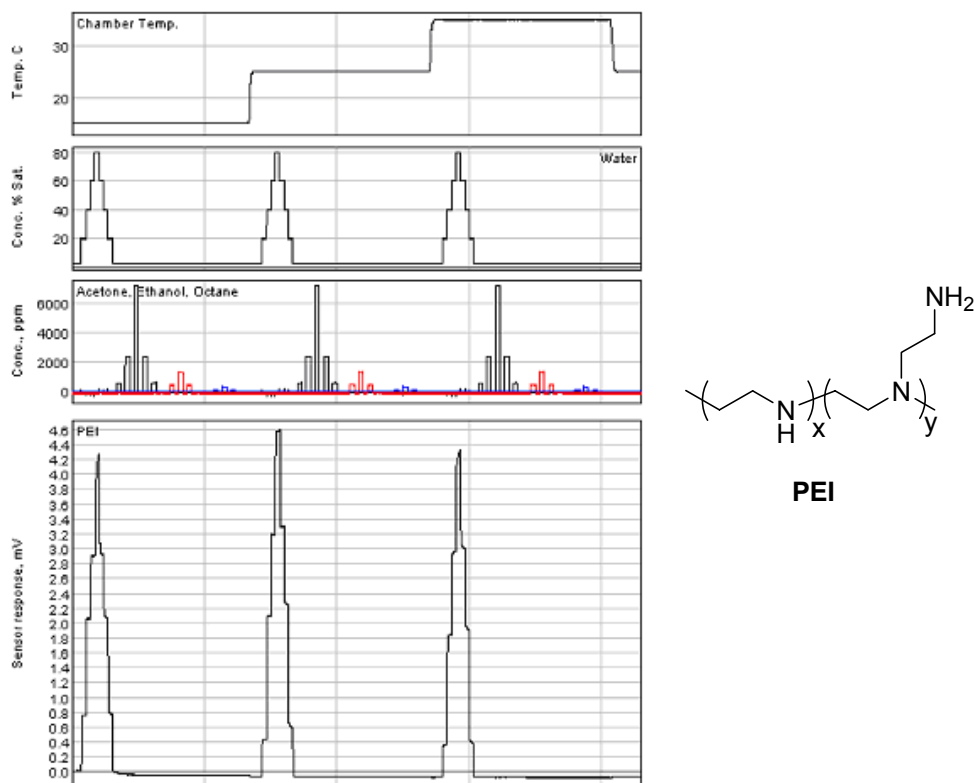 Chamber Temp.
Temp. C
30
20
Water
Conc. % Sat.
80
60
40
20
Acetone, Ethanol, Octane
Conc., ppm
6000
4000
2000
0
PEI
Sensor response, mV
4.6
4.4
4.2
4.0
3.8
3.6
3.4
3.2
3.0
2.8
2.6
2.4
2.2
2.0
1.8
1.6
1.4
1.2
1.0
0.8
0.6
0.4
0.2
0.0
NH2
N
H
x
N
y
PEI